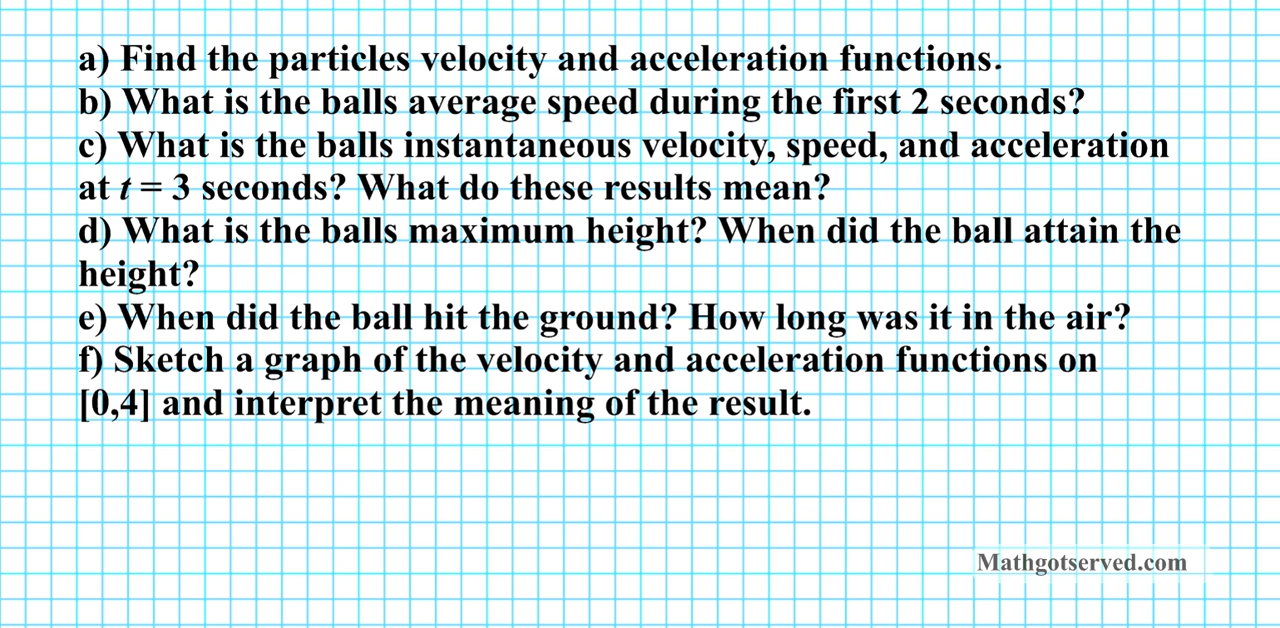 a) Find the particles velocity and acceleration functions.
b) What is the balls average speed during the first 2 seconds?
c) What is the balls instantaneous velocity, speed, and acceleration
at t = 3 seconds? What do these results mean?
d) What is the balls maximum height? When did the ball attain the
height?
e) When did the ball hit the ground? How long was it in the air?
f) Sketch a graph of the velocity and acceleration functions on
[0,4] and interpret the meaning of the result.
Mathgotserved.com